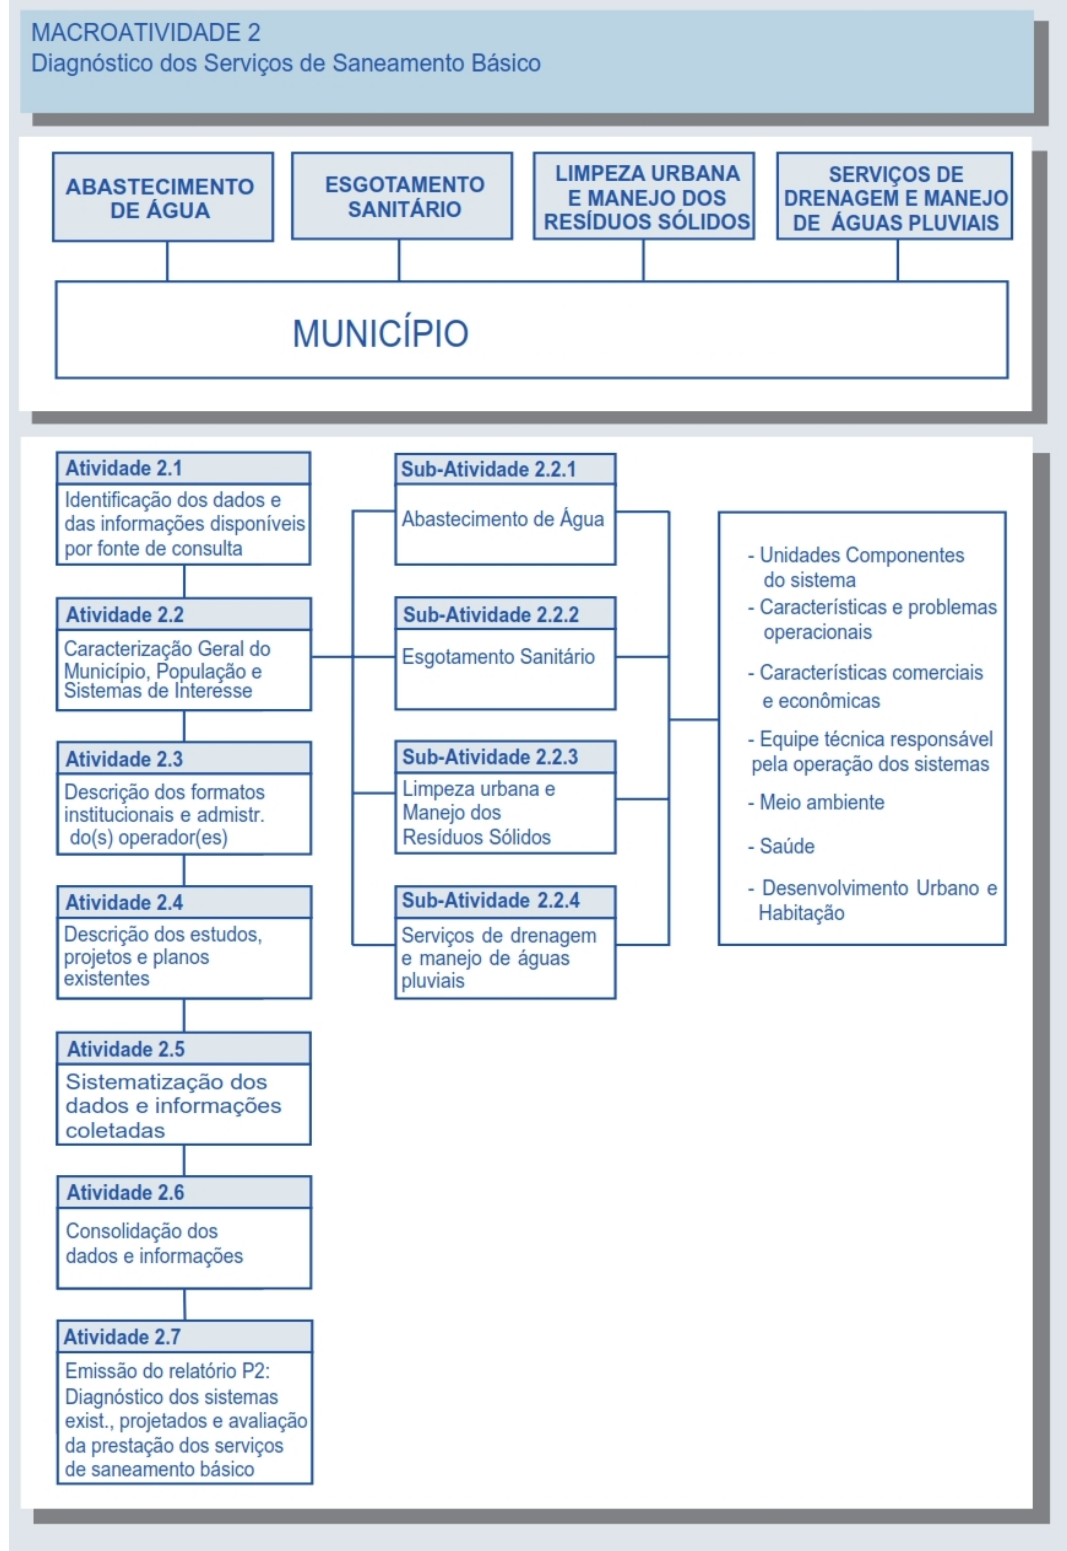 MACROATIVIDADE 2
Diagnóstico dos Serviços de Saneamento Básico
ABASTECIMENTO
DE ÁGUA
ESGOTAMENTO
SANITÁRIO
LIMPEZA URBANA
E MANEJO DOS
RESÍDUOS SÓLIDOS
SERVIÇOS DE
DRENAGEM E MANEJO
DE ÁGUAS PLUVIAIS
MUNICÍPIO
Atividade 2.1
Identificação dos dados e
das informações disponíveis
por fonte de consulta
Atividade 2.2
Caracterização Geral do
Município, População e
Sistemas de Interesse
Atividade 2.3
Descrição dos formatos
institucionais e admistr.
do(s) operador(es)
Atividade 2.4
Descrição dos estudos,
projetos e planos
existentes
Atividade 2.5
Sistematização dos
dados e informações
coletadas
Atividade 2.6
Consolidação dos
dados e informações
Atividade 2.7
Emissão do relatório P2:
Diagnóstico dos sistemas
exist., projetados e avaliação
da prestação dos serviços
de saneamento básico
Sub-Atividade 2.2.1
Abastecimento de Água
Sub-Atividade 2.2.2
Esgotamento Sanitário
Sub-Atividade 2.2.3
Limpeza urbana e
Manejo dos
Resíduos Sólidos
Sub-Atividade 2.2.4
Serviços de drenagem
e manejo de águas
pluviais
- Unidades Componentes
do sistema
- Características e problemas
operacionais
- Características comerciais
e econômicas
- Equipe técnica responsável
pela operação dos sistemas
- Meio ambiente
- Saúde
- Desenvolvimento Urbano e
Habitação